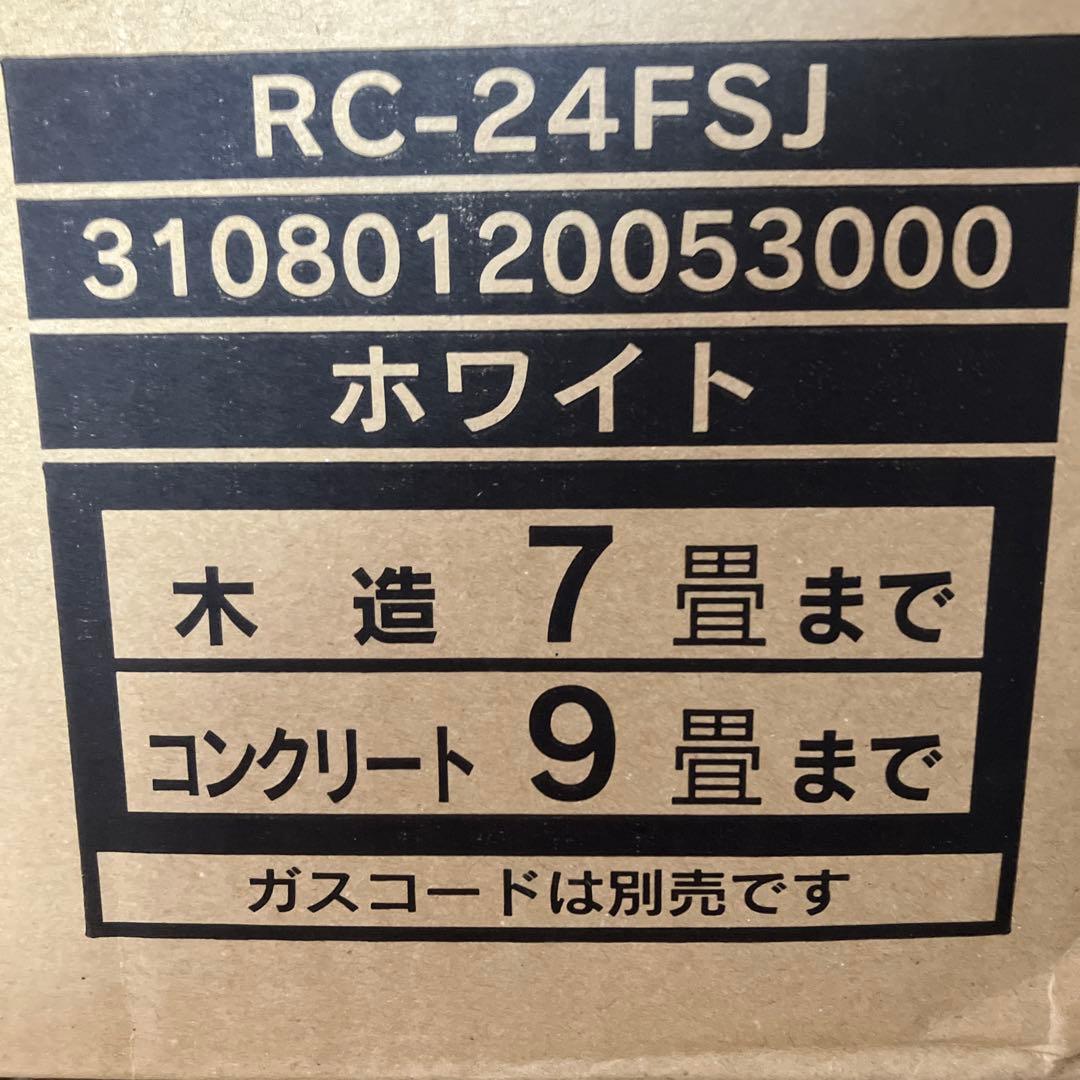 RC-24FSJ
31080120053000
ホワイト
木造 7畳まで
コンクリート 9畳まで
ガスコードは別売です